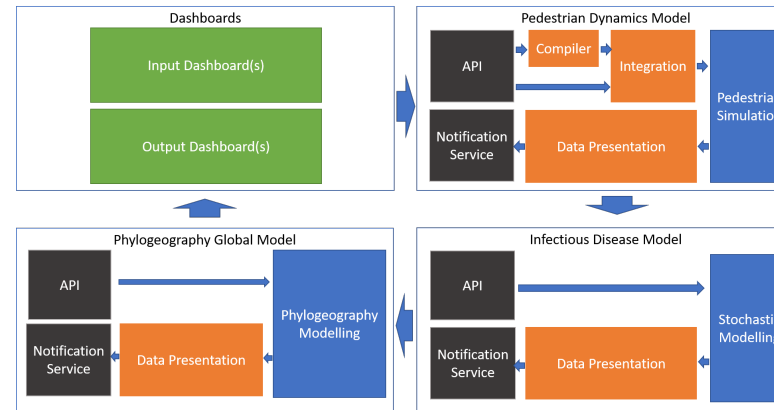 Dashboards
Input Dashboard(s)
Output Dashboard(s)
Pedestrian Dynamics Model
API
Compiler
Integration
Notification
Service
Data Presentation
Phylogeography Global Model
API
Phylogeography
Modelling
Notification
Service
Data Presentation
Infectious Disease Model
API
Modelling
Notification
Service
Data Presentation